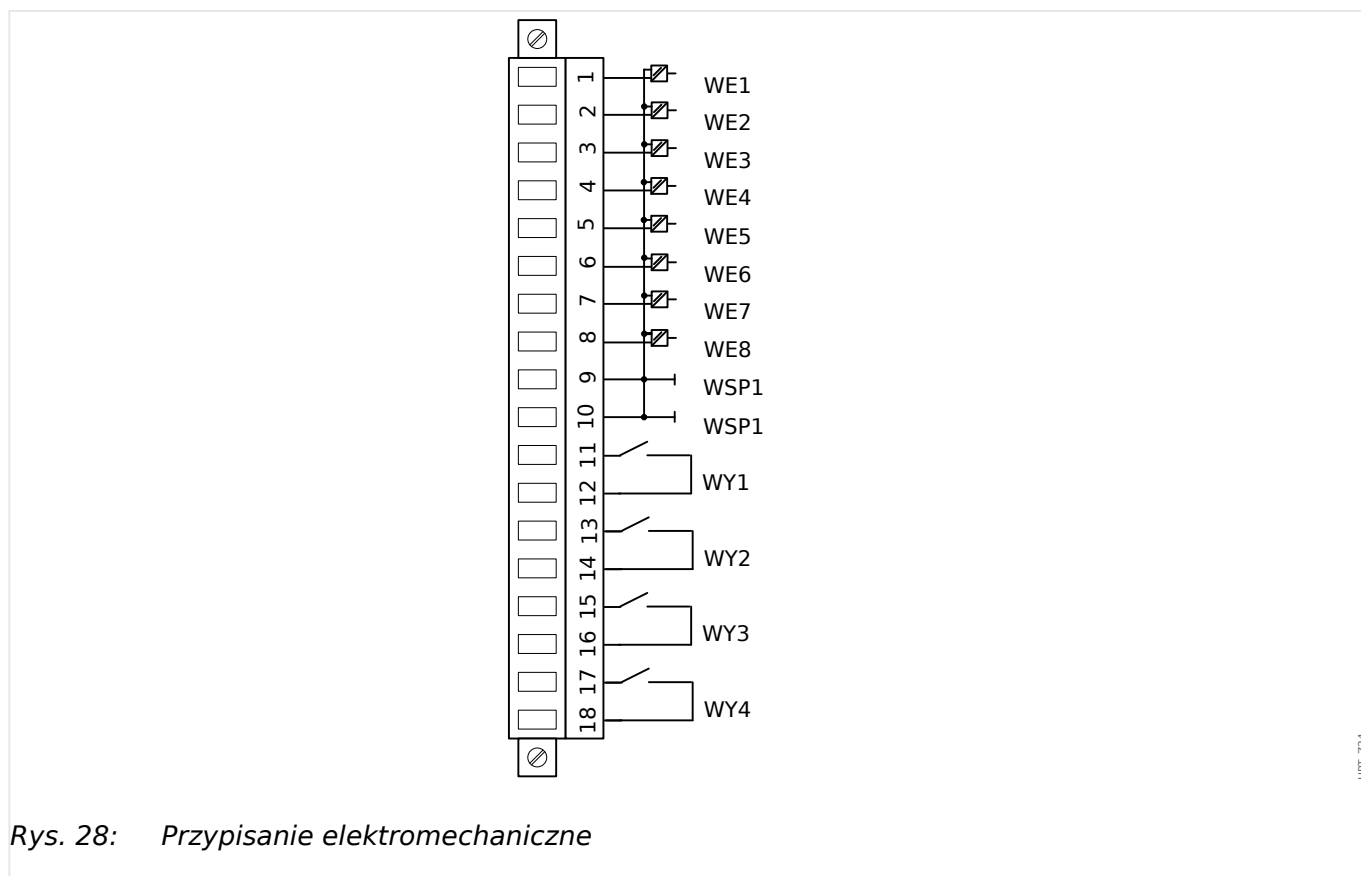 1 WE1
2 WE2
3 WE3
4 WE4
5 WE5
6 WE6
7 WE7
8 WE8
9 WSP1
10 WSP1
11
12 WY1
13
14 WY2
15
16 WY3
17
18 WY4
Rys. 28: Przypisanie elektromechaniczne